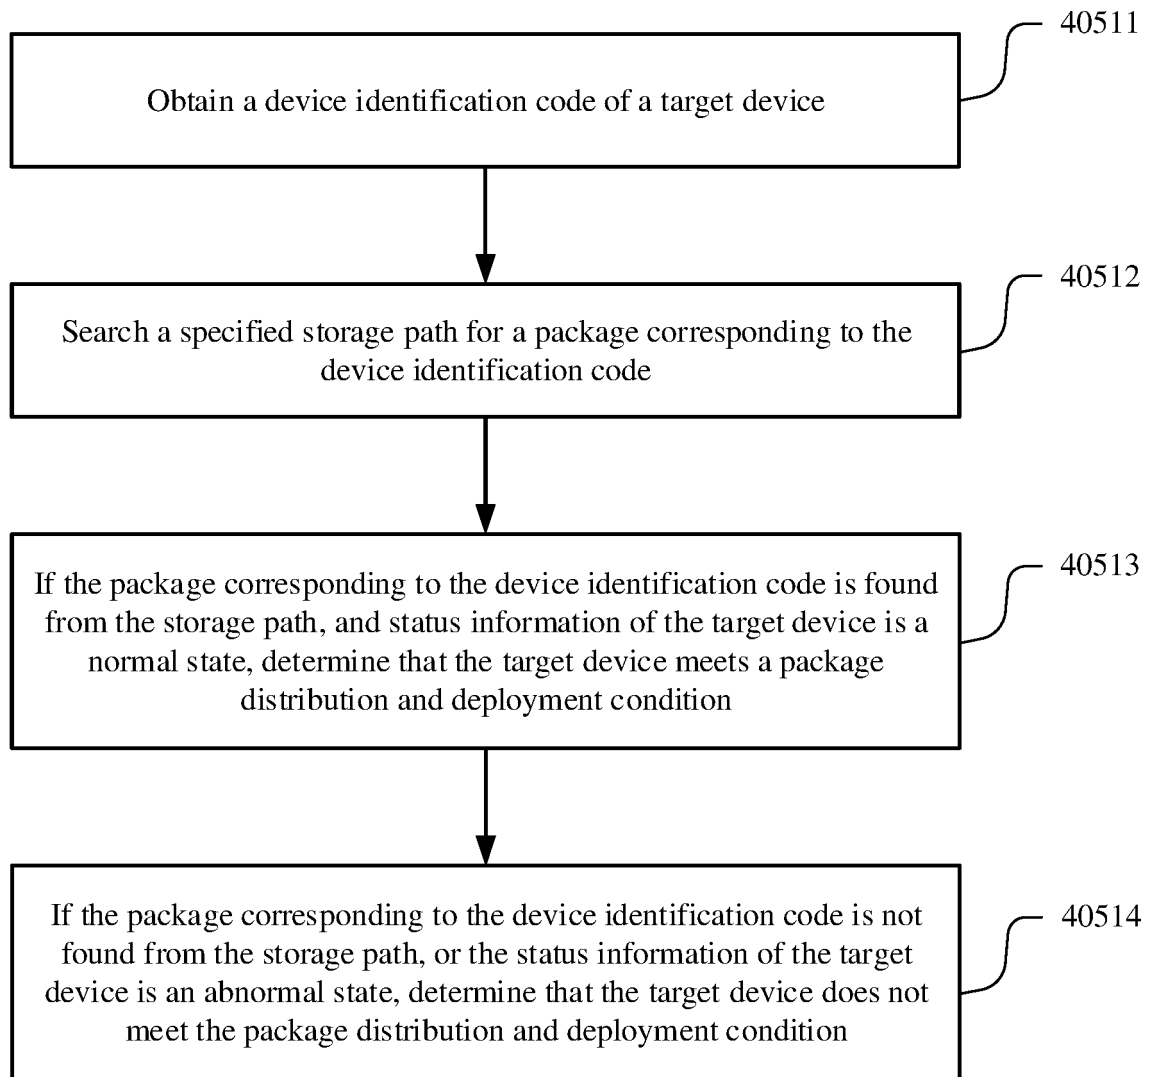 40511
Obtain a device identification code of a target device
40512
Search a specified storage path for a package corresponding to the
device identification code
40513
If the package corresponding to the device identification code is found
from the storage path, and status information of the target device is a
normal state, determine that the target device meets a package
distribution and deployment condition
40514
If the package corresponding to the device identification code is not
found from the storage path, or the status information of the target
device is an abnormal state, determine that the target device does not
meet the package distribution and deployment condition